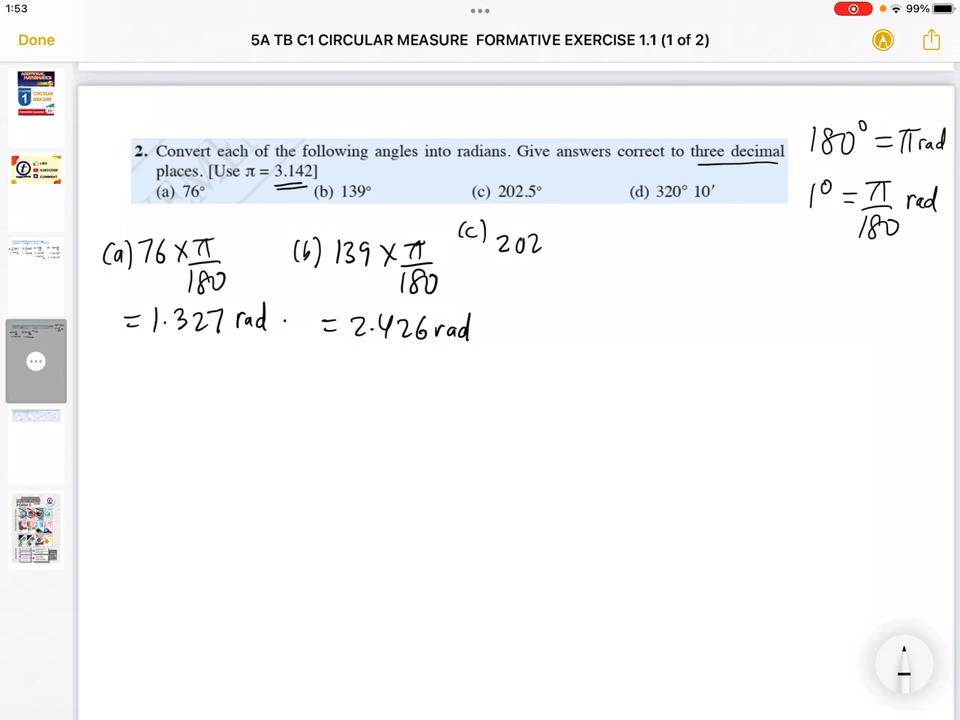 1:53
99%
Done
5A TB C1 CIRCULAR MEASURE FORMATIVE EXERCISE 1.1 (1 of 2)
2. Convert each of the following angles into radians. Give answers correct to three decimal
places. [Use π = 3.142]
(a) 76° (b) 139° (c) 202.5° (d) 320° 10′
180° = π rad
1° = π/180 rad
(a) 76 × π/180 (b) 139 × π/180 (c) 202
= 1.327 rad . = 2.426 rad